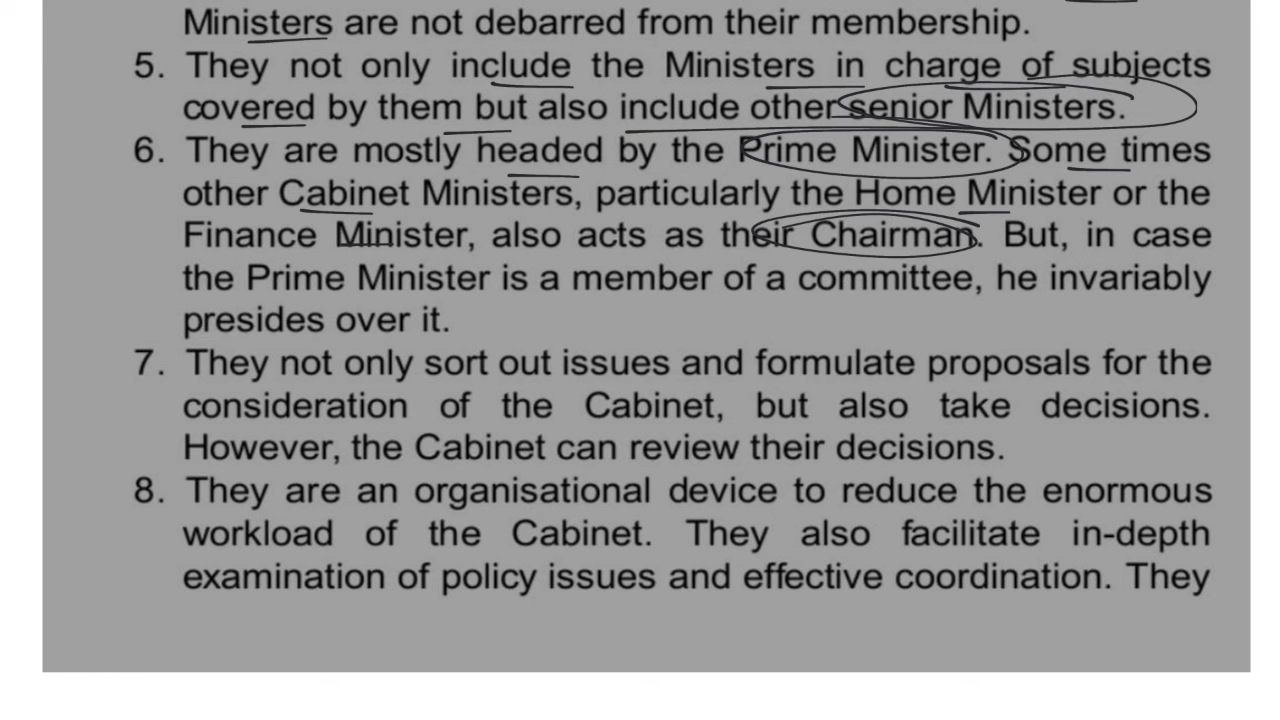 Ministers are not debarred from their membership.
5. They not only include the Ministers in charge of subjects
covered by them but also include other senior Ministers.
6. They are mostly headed by the Prime Minister. Some times
other Cabinet Ministers, particularly the Home Minister or the
Finance Minister, also acts as their Chairman. But, in case
the Prime Minister is a member of a committee, he invariably
presides over it.
7. They not only sort out issues and formulate proposals for the
consideration of the Cabinet, but also take decisions.
However, the Cabinet can review their decisions.
8. They are an organisational device to reduce the enormous
workload of the Cabinet. They also facilitate in-depth
examination of policy issues and effective coordination. They